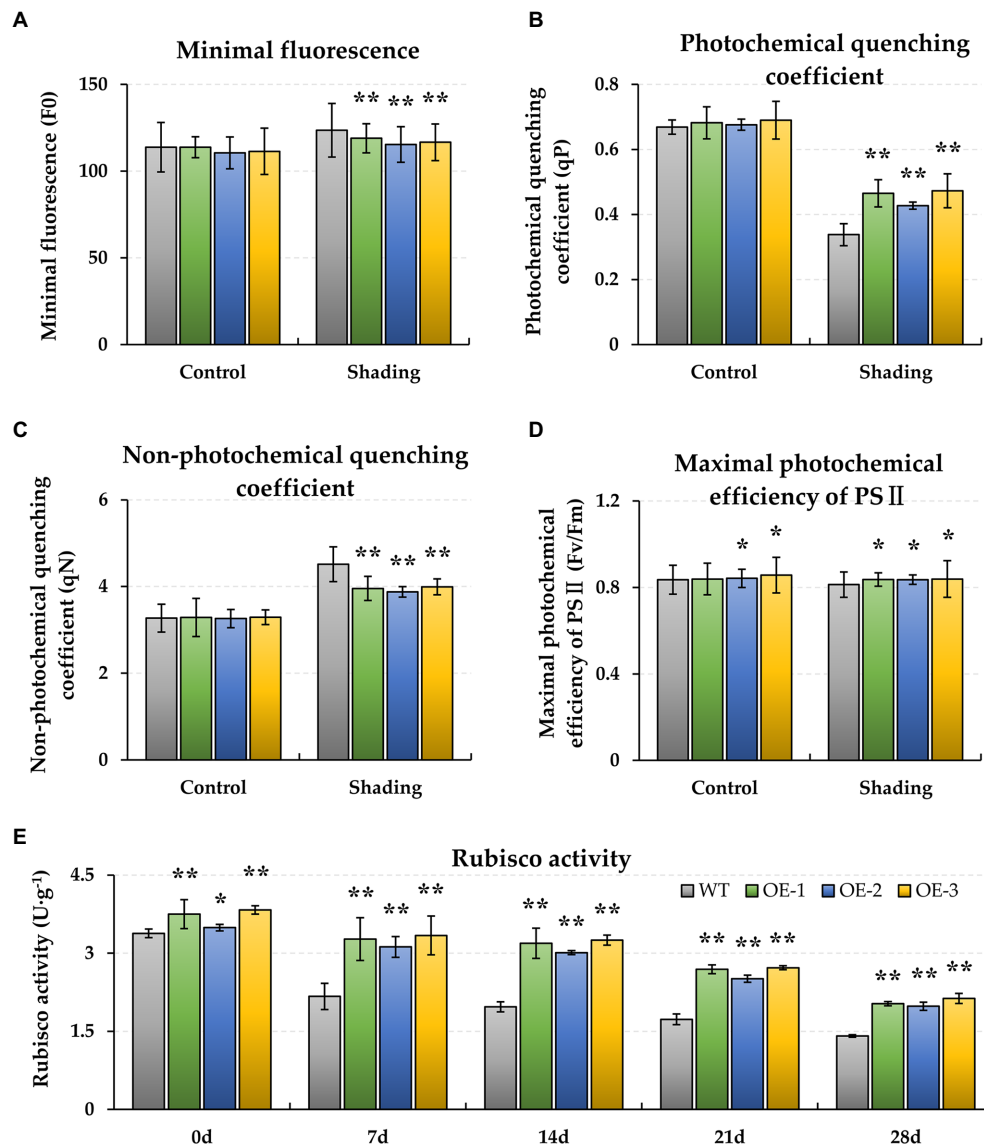 A
Minimal fluorescence
Minimal fluorescence (F0)
150
100
50
0
** ** **
Control
Shading
B
Photochemical quenching
coefficient
Photochemical quenching
coefficient (qP)
0.8
0.6
0.4
0.2
0
** ** **
Control
Shading
C
Non-photochemical quenching
coefficient
Non-photochemical quenching
coefficient (qN)
6
4
2
0
** ** **
Control
Shading
D
Maximal photochemical
efficiency of PSⅡ
Maximal photochemical
efficiency of PSⅡ (Fv/Fm)
1.2
0.8
0.4
0
* * * * *
Control
Shading
E
Rubisco activity
Rubisco activity (U·g⁻¹)
4.5
3
1.5
0
WT OE-1 OE-2 OE-3
** * ** ** ** ** ** ** ** ** ** ** ** ** **
0d
7d
14d
21d
28d